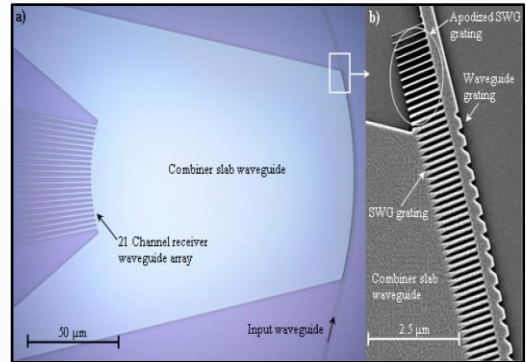 a)
Combiner slab waveguide
21 Channel receiver
waveguide array
50 µm
Input waveguide
b)
Apodized SWG
grating
Waveguide
grating
SWG grating
Combiner slab
waveguide
2.5 µm